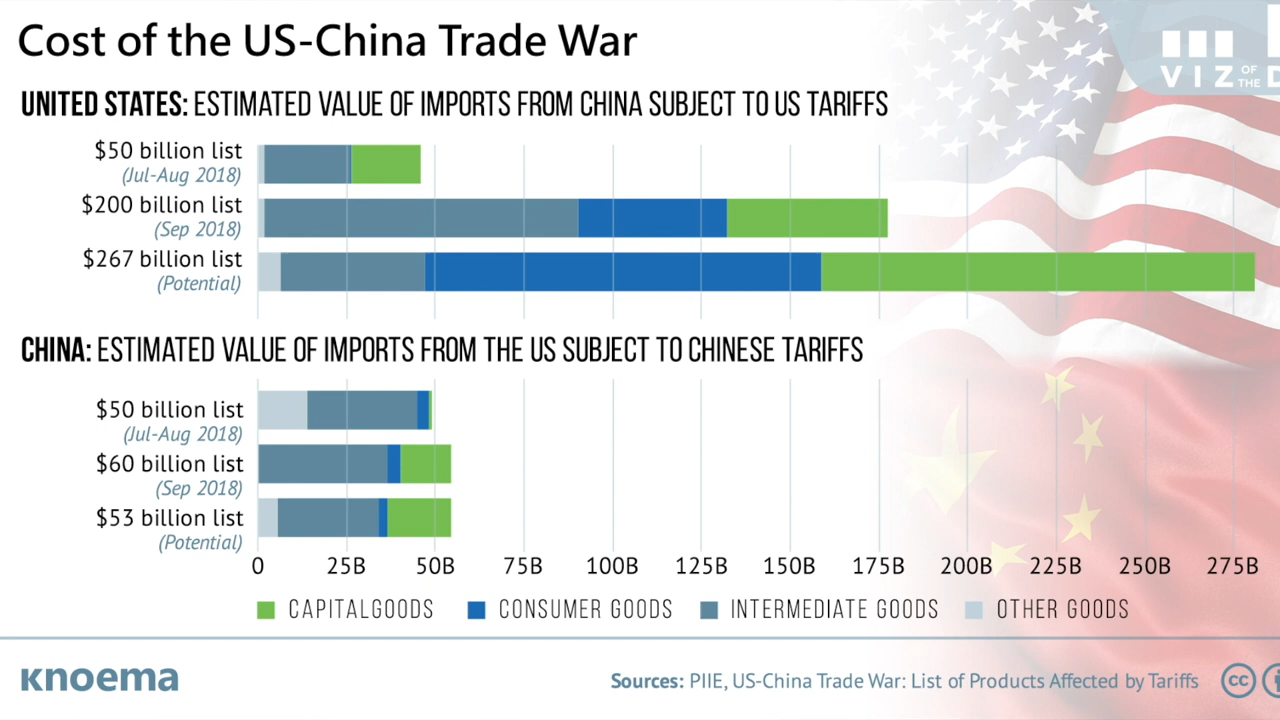 Cost of the US-China Trade War
VIZ OF THE D
UNITED STATES: ESTIMATED VALUE OF IMPORTS FROM CHINA SUBJECT TO US TARIFFS
$50 billion list
(Jul-Aug 2018)
$200 billion list
(Sep 2018)
$267 billion list
(Potential)
CHINA: ESTIMATED VALUE OF IMPORTS FROM THE US SUBJECT TO CHINESE TARIFFS
$50 billion list
(Jul-Aug 2018)
$60 billion list
(Sep 2018)
$53 billion list
(Potential)
0 25B 50B 75B 100B 125B 150B 175B 200B 225B 250B 275B
CAPITALGOODS CONSUMER GOODS INTERMEDIATE GOODS OTHER GOODS
knoema Sources: PIIE, US-China Trade War: List of Products Affected by Tariffs cc